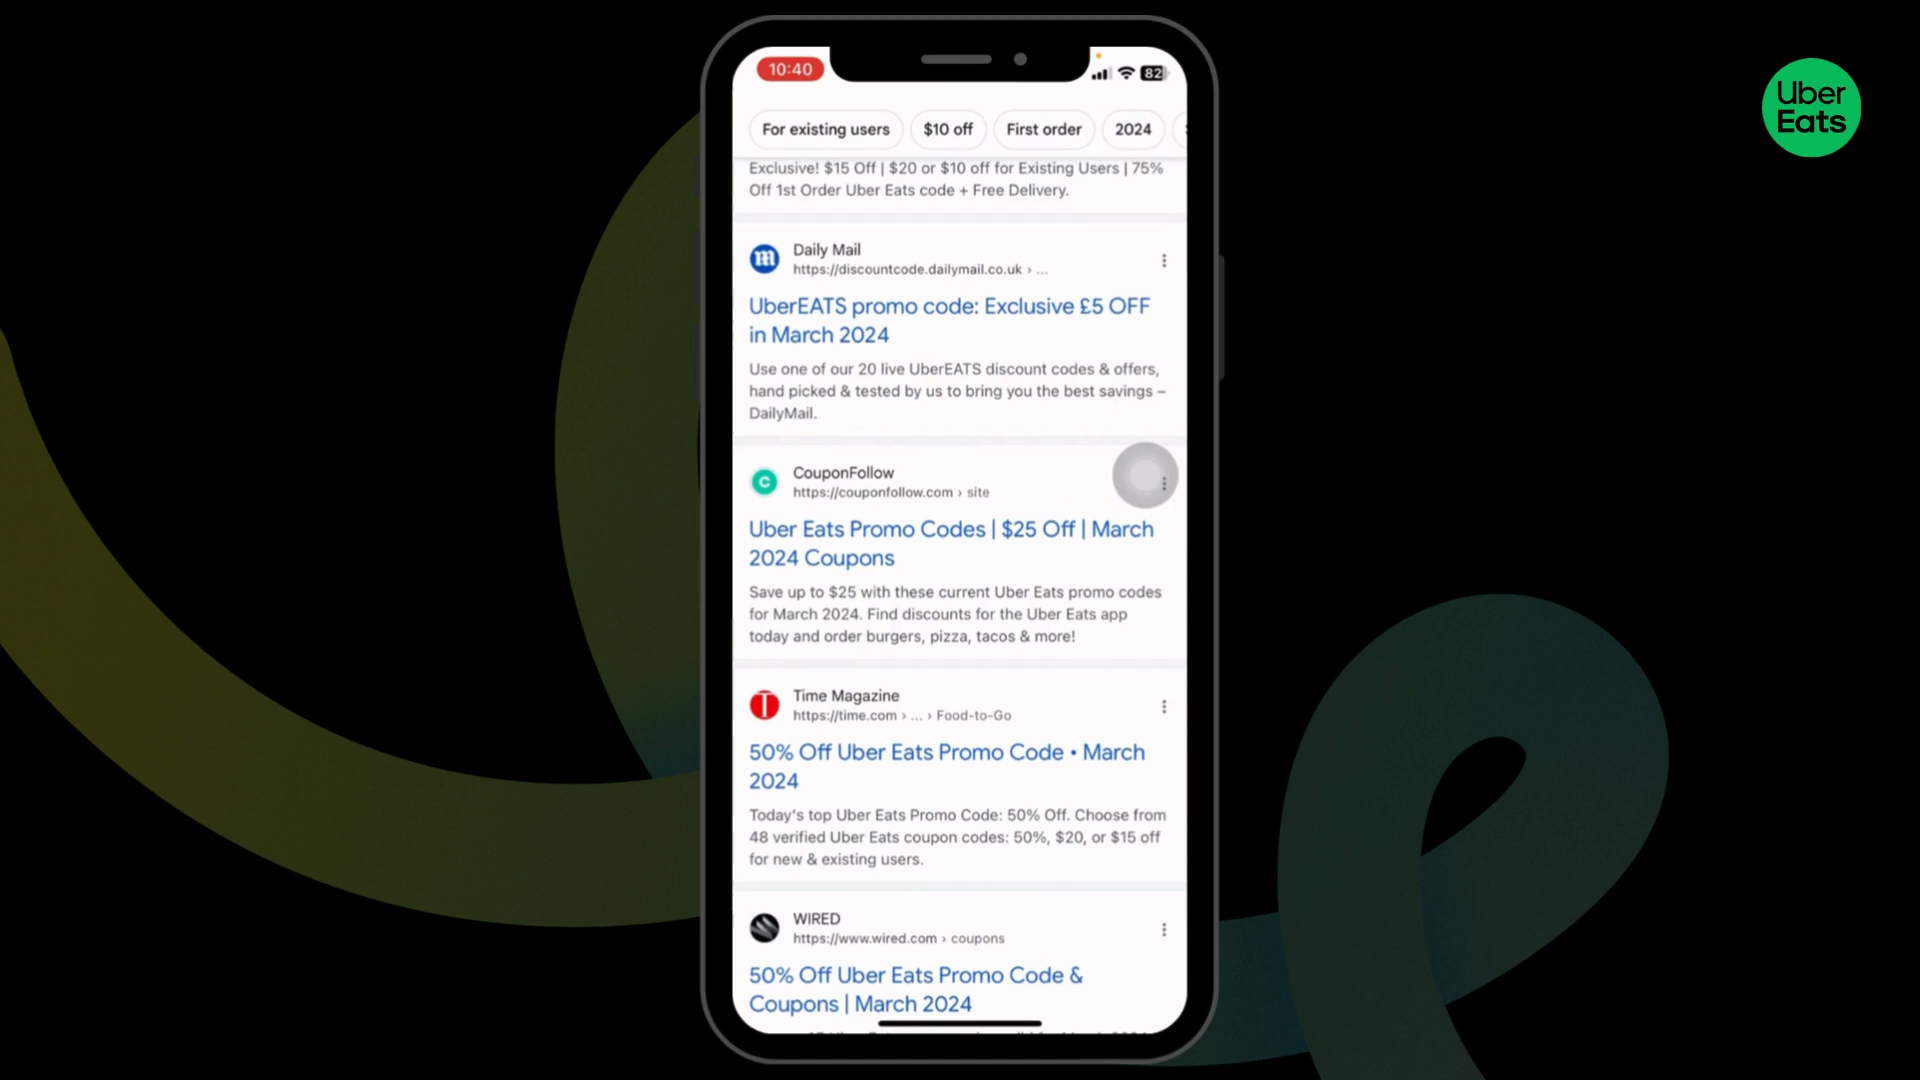 10:40
82
Uber
Eats
For existing users
$10 off
First order
2024
Exclusive! $15 Off | $20 or $10 off for Existing Users | 75%
Off 1st Order Uber Eats code + Free Delivery.
Daily Mail
https://discountcode.dailymail.co.uk › ...
UberEATS promo code: Exclusive £5 OFF
in March 2024
Use one of our 20 live UberEATS discount codes & offers,
hand picked & tested by us to bring you the best savings –
DailyMail.
CouponFollow
https://couponfollow.com › site
Uber Eats Promo Codes | $25 Off | March
2024 Coupons
Save up to $25 with these current Uber Eats promo codes
for March 2024. Find discounts for the Uber Eats app
today and order burgers, pizza, tacos & more!
Time Magazine
https://time.com › ... › Food-to-Go
50% Off Uber Eats Promo Code • March
2024
Today's top Uber Eats Promo Code: 50% Off. Choose from
48 verified Uber Eats coupon codes: 50%, $20, or $15 off
for new & existing users.
WIRED
https://www.wired.com › coupons
50% Off Uber Eats Promo Code &
Coupons | March 2024